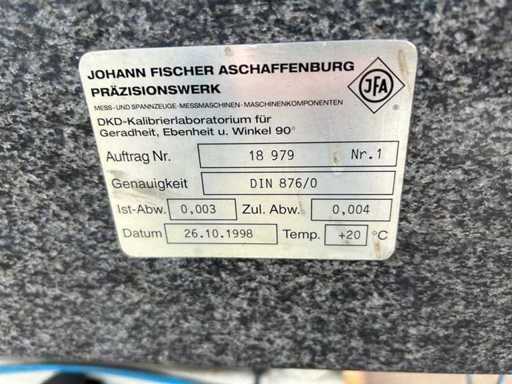 JOHANN FISCHER ASCHAFFENBURG
PRÄZISIONSWERK
JFA
MESS- UND SPANNZEUGE - MESSMASCHINEN - MASCHINENKOMPONENTEN
DKD-Kalibrierlaboratorium für
Geradheit, Ebenheit u. Winkel 90°
Auftrag Nr. 18 979 Nr.1
Genauigkeit DIN 876/0
Ist-Abw. 0,003 Zul. Abw. 0,004
Datum 26.10.1998 Temp. +20 °C